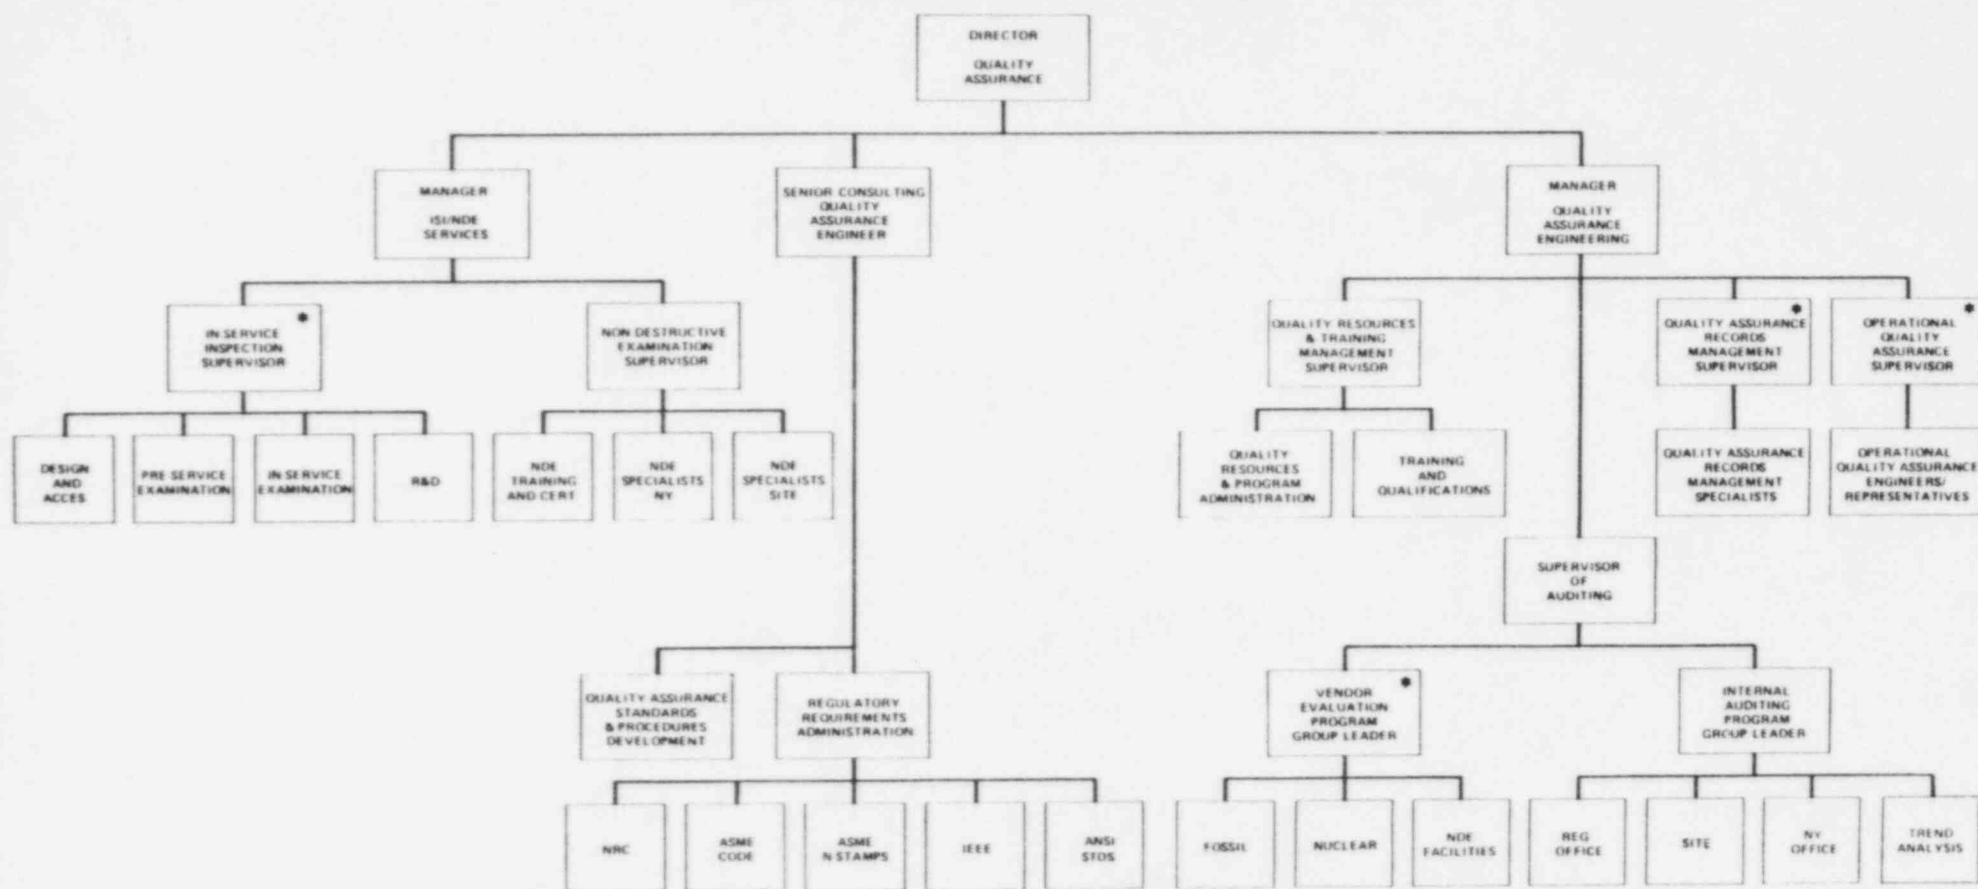 DIRECTOR
QUALITY
ASSURANCE
MANAGER
ISI/NDE
SERVICES
SENIOR CONSULTING
QUALITY
ASSURANCE
ENGINEER
MANAGER
QUALITY
ASSURANCE
ENGINEERING
IN SERVICE *
INSPECTION
SUPERVISOR
NON DESTRUCTIVE
EXAMINATION
SUPERVISOR
QUALITY RESOURCES
& TRAINING
MANAGEMENT
SUPERVISOR
*
QUALITY ASSURANCE
RECORDS
MANAGEMENT
SUPERVISOR
*
OPERATIONAL
QUALITY
ASSURANCE
SUPERVISOR
DESIGN
AND
ACCES
PRE SERVICE
EXAMINATION
IN SERVICE
EXAMINATION
R&D
NDE
TRAINING
AND CERT
NDE
SPECIALISTS
NY
NDE
SPECIALISTS
SITE
QUALITY
RESOURCES
& PROGRAM
ADMINISTRATION
TRAINING
AND
QUALIFICATIONS
QUALITY ASSURANCE
RECORDS
MANAGEMENT
SPECIALISTS
OPERATIONAL
QUALITY ASSURANCE
ENGINEERS/
REPRESENTATIVES
SUPERVISOR
OF
AUDITING
QUALITY ASSURANCE
STANDARDS
& PROCEDURES
DEVELOPMENT
REGULATORY
REQUIREMENTS
ADMINISTRATION
VENDOR *
EVALUATION
PROGRAM
GROUP LEADER
INTERNAL
AUDITING
PROGRAM
GROUP LEADER
NRC
ASME
CODE
ASME
N STAMPS
IEEE
ANSI
STDS
FOSSIL
NUCLEAR
NDE
FACILITIES
REG
OFFICE
SITE
NY
OFFICE
TREND
ANALYSIS